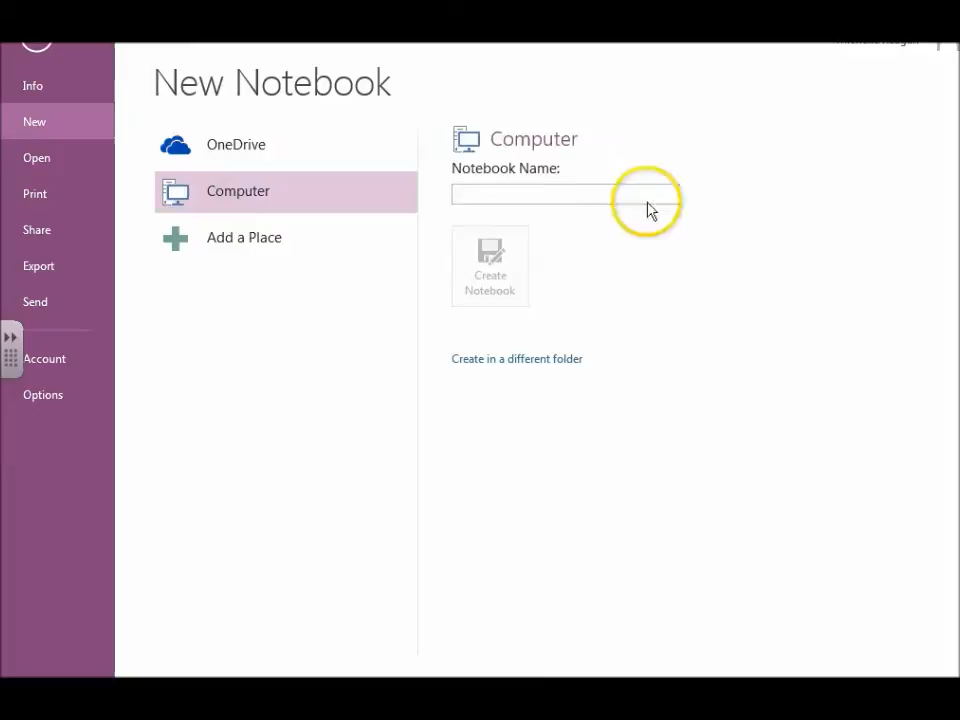 Info
New
Open
Print
Share
Export
Send
Account
Options
New Notebook
OneDrive
Computer
Add a Place
Computer
Notebook Name:
Create
Notebook
Create in a different folder